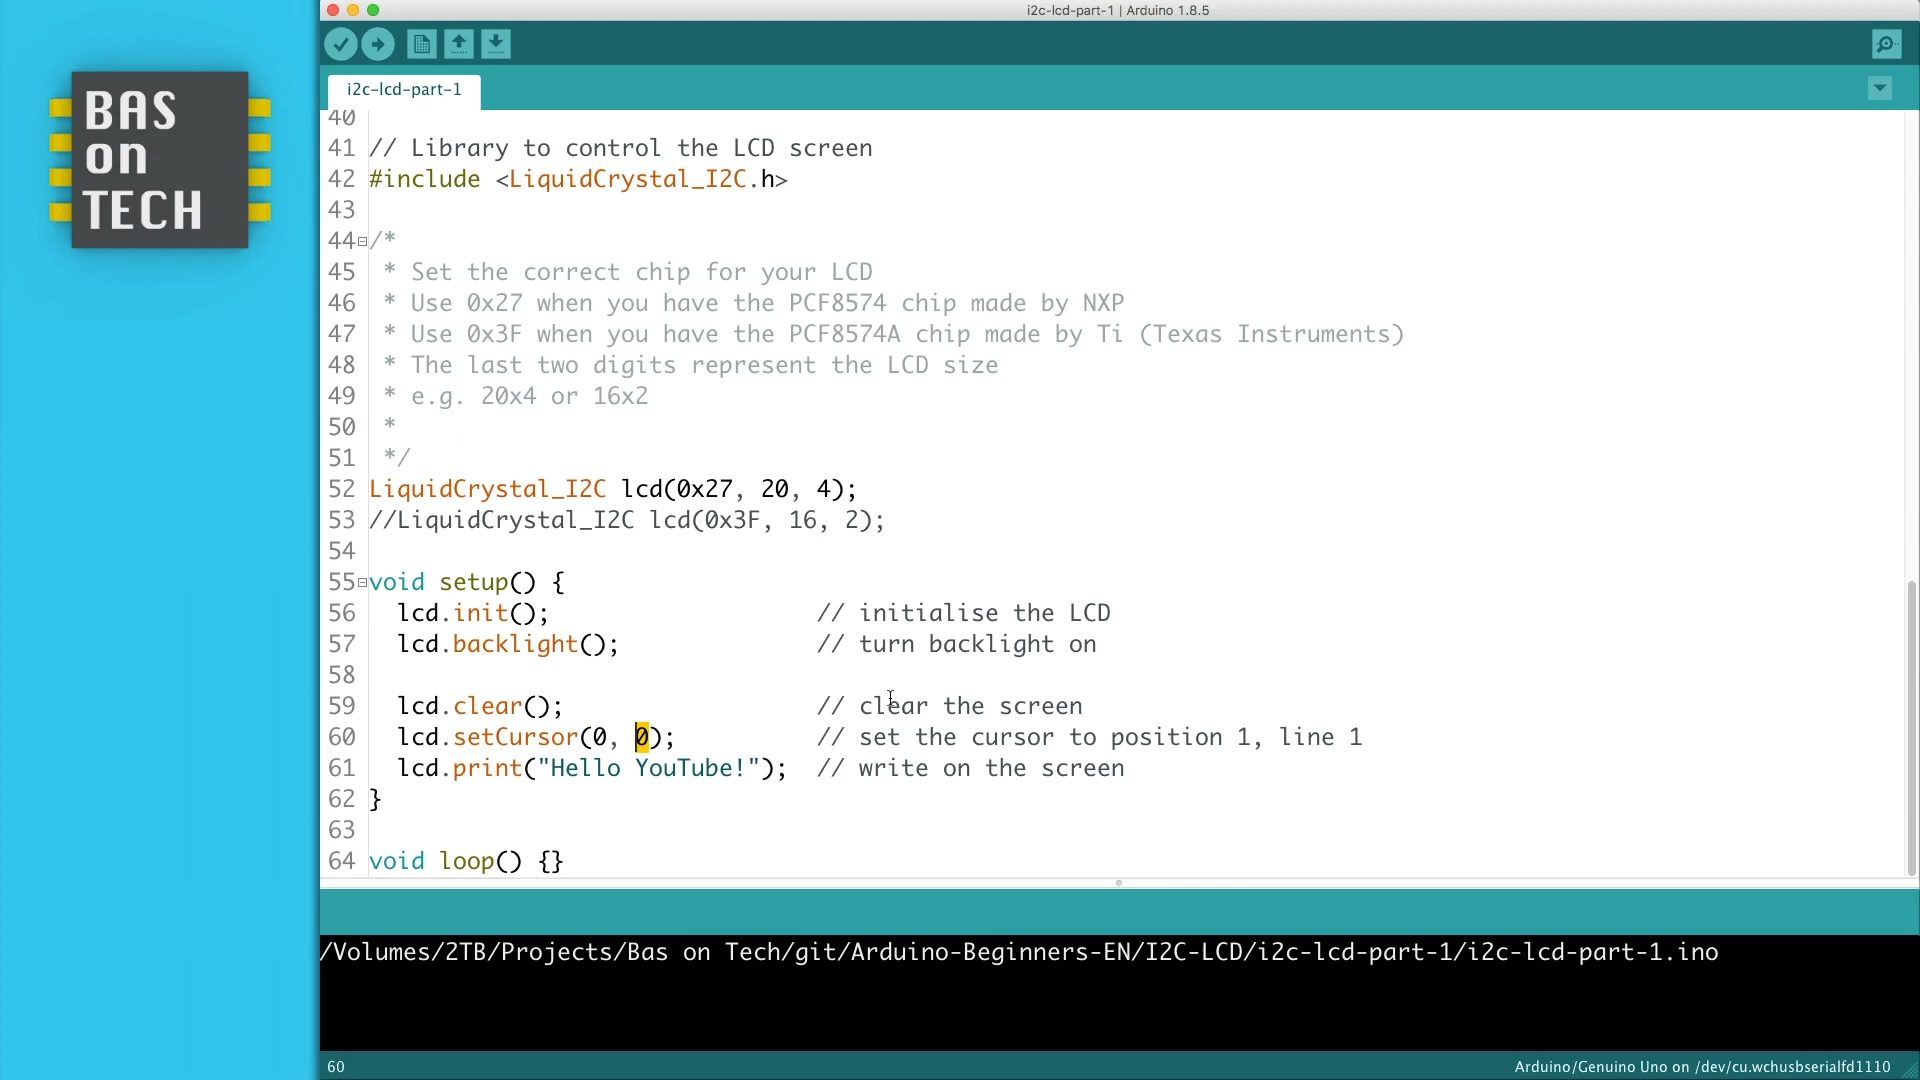 i2c-lcd-part-1 | Arduino 1.8.5
BAS
on
TECH
i2c-lcd-part-1
40
41 // Library to control the LCD screen
42 #include <LiquidCrystal_I2C.h>
43
44 /*
45  * Set the correct chip for your LCD
46  * Use 0x27 when you have the PCF8574 chip made by NXP
47  * Use 0x3F when you have the PCF8574A chip made by Ti (Texas Instruments)
48  * The last two digits represent the LCD size
49  * e.g. 20x4 or 16x2
50  *
51  */
52 LiquidCrystal_I2C lcd(0x27, 20, 4);
53 //LiquidCrystal_I2C lcd(0x3F, 16, 2);
54
55 void setup() {
56   lcd.init();                   // initialise the LCD
57   lcd.backlight();              // turn backlight on
58
59   lcd.clear();                  // clear the screen
60   lcd.setCursor(0, 0);          // set the cursor to position 1, line 1
61   lcd.print("Hello YouTube!");  // write on the screen
62 }
63
64 void loop() {}
/Volumes/2TB/Projects/Bas on Tech/git/Arduino-Beginners-EN/I2C-LCD/i2c-lcd-part-1/i2c-lcd-part-1.ino
60
Arduino/Genuino Uno on /dev/cu.wchusbserialfd1110